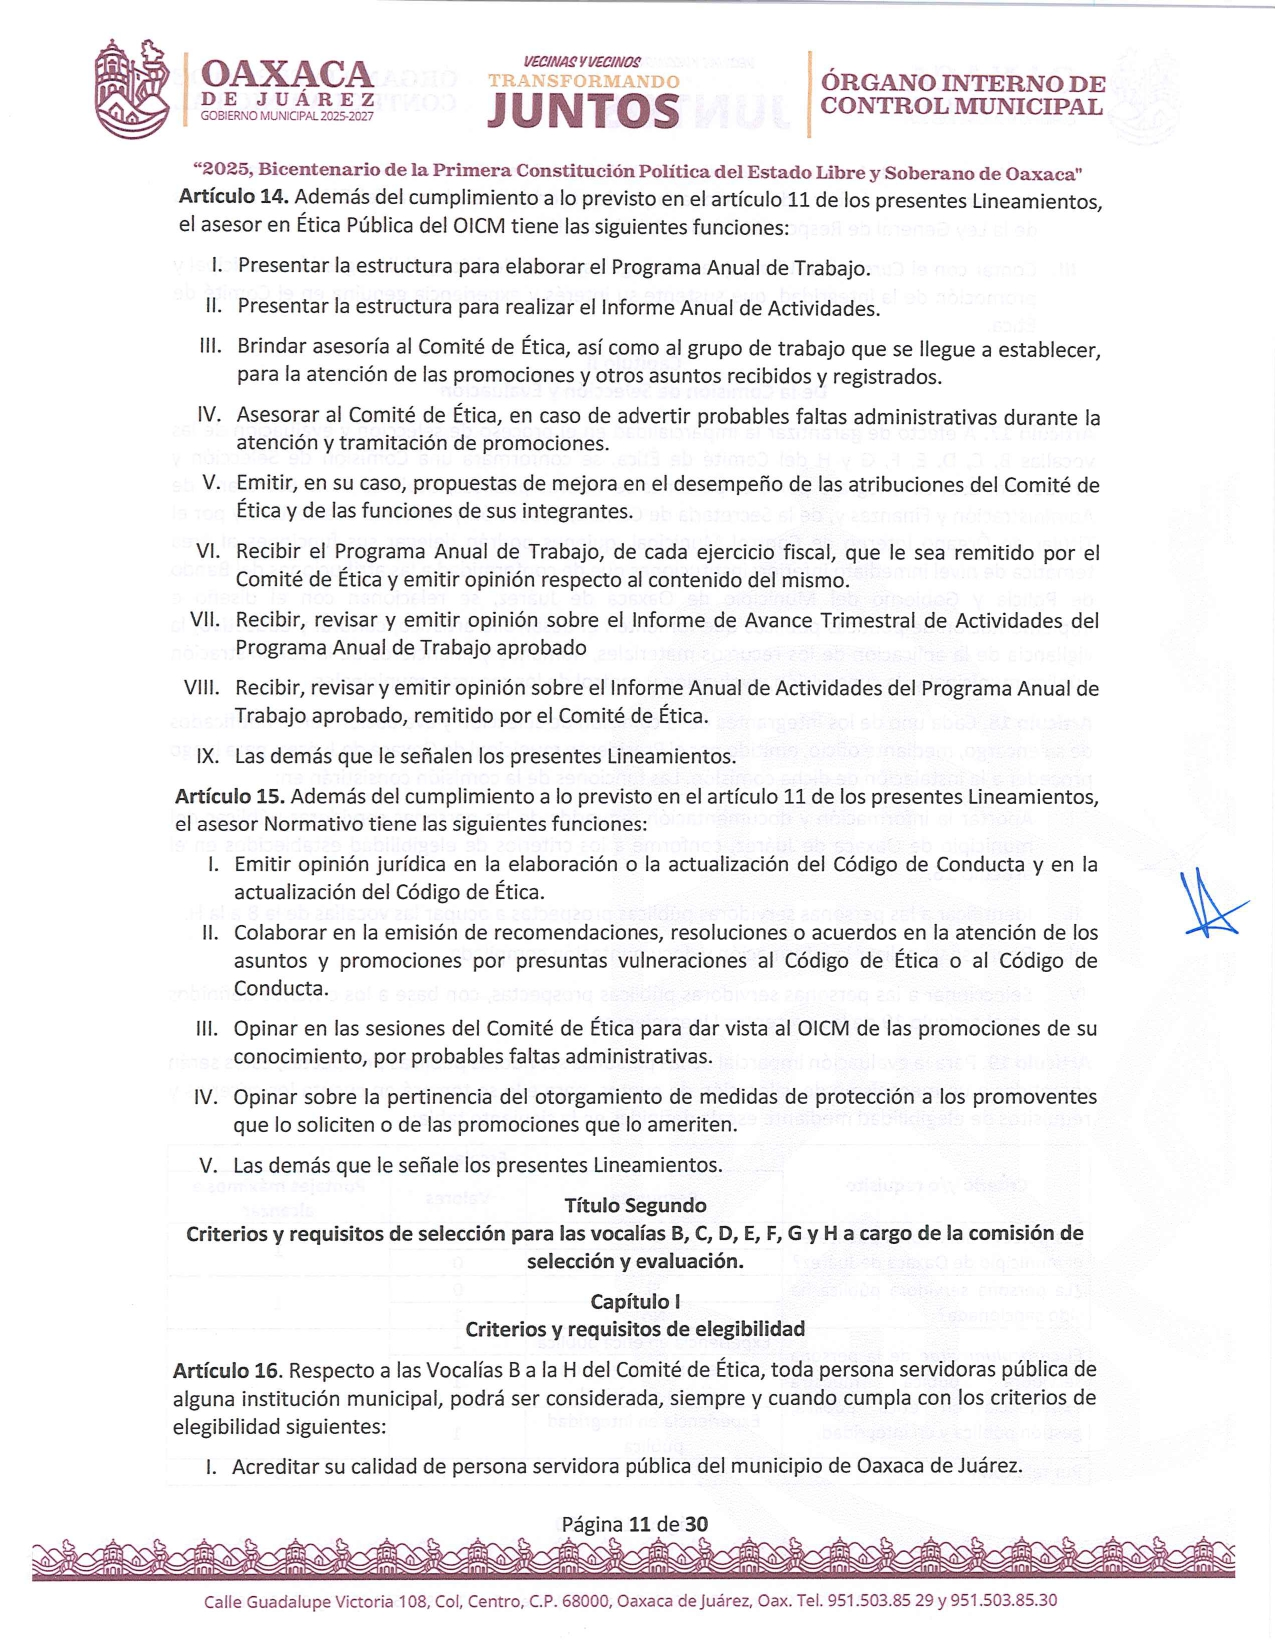 OAXACA
DE JUÁREZ
GOBIERNO MUNICIPAL 2025-2027
VECINAS Y VECINOS
TRANSFORMANDO
JUNTOS
ÓRGANO INTERNO DE
CONTROL MUNICIPAL
“2025, Bicentenario de la Primera Constitución Política del Estado Libre y Soberano de Oaxaca"
Artículo 14. Además del cumplimiento a lo previsto en el artículo 11 de los presentes Lineamientos,
el asesor en Ética Pública del OICM tiene las siguientes funciones:
I. Presentar la estructura para elaborar el Programa Anual de Trabajo.
II. Presentar la estructura para realizar el Informe Anual de Actividades.
III. Brindar asesoría al Comité de Ética, así como al grupo de trabajo que se llegue a establecer,
para la atención de las promociones y otros asuntos recibidos y registrados.
IV. Asesorar al Comité de Ética, en caso de advertir probables faltas administrativas durante la
atención y tramitación de promociones.
V. Emitir, en su caso, propuestas de mejora en el desempeño de las atribuciones del Comité de
Ética y de las funciones de sus integrantes.
VI. Recibir el Programa Anual de Trabajo, de cada ejercicio fiscal, que le sea remitido por el
Comité de Ética y emitir opinión respecto al contenido del mismo.
VII. Recibir, revisar y emitir opinión sobre el Informe de Avance Trimestral de Actividades del
Programa Anual de Trabajo aprobado
VIII. Recibir, revisar y emitir opinión sobre el Informe Anual de Actividades del Programa Anual de
Trabajo aprobado, remitido por el Comité de Ética.
IX. Las demás que le señalen los presentes Lineamientos.
Artículo 15. Además del cumplimiento a lo previsto en el artículo 11 de los presentes Lineamientos,
el asesor Normativo tiene las siguientes funciones:
I. Emitir opinión jurídica en la elaboración o la actualización del Código de Conducta y en la
actualización del Código de Ética.
II. Colaborar en la emisión de recomendaciones, resoluciones o acuerdos en la atención de los
asuntos y promociones por presuntas vulneraciones al Código de Ética o al Código de
Conducta.
III. Opinar en las sesiones del Comité de Ética para dar vista al OICM de las promociones de su
conocimiento, por probables faltas administrativas.
IV. Opinar sobre la pertinencia del otorgamiento de medidas de protección a los promoventes
que lo soliciten o de las promociones que lo ameriten.
V. Las demás que le señale los presentes Lineamientos.
Título Segundo
Criterios y requisitos de selección para las vocalías B, C, D, E, F, G y H a cargo de la comisión de
selección y evaluación.
Capítulo I
Criterios y requisitos de elegibilidad
Artículo 16. Respecto a las Vocalías B a la H del Comité de Ética, toda persona servidoras pública de
alguna institución municipal, podrá ser considerada, siempre y cuando cumpla con los criterios de
elegibilidad siguientes:
I. Acreditar su calidad de persona servidora pública del municipio de Oaxaca de Juárez.
Página 11 de 30
Calle Guadalupe Victoria 108, Col, Centro, C.P. 68000, Oaxaca de Juárez, Oax. Tel. 951.503.85 29 y 951.503.85.30